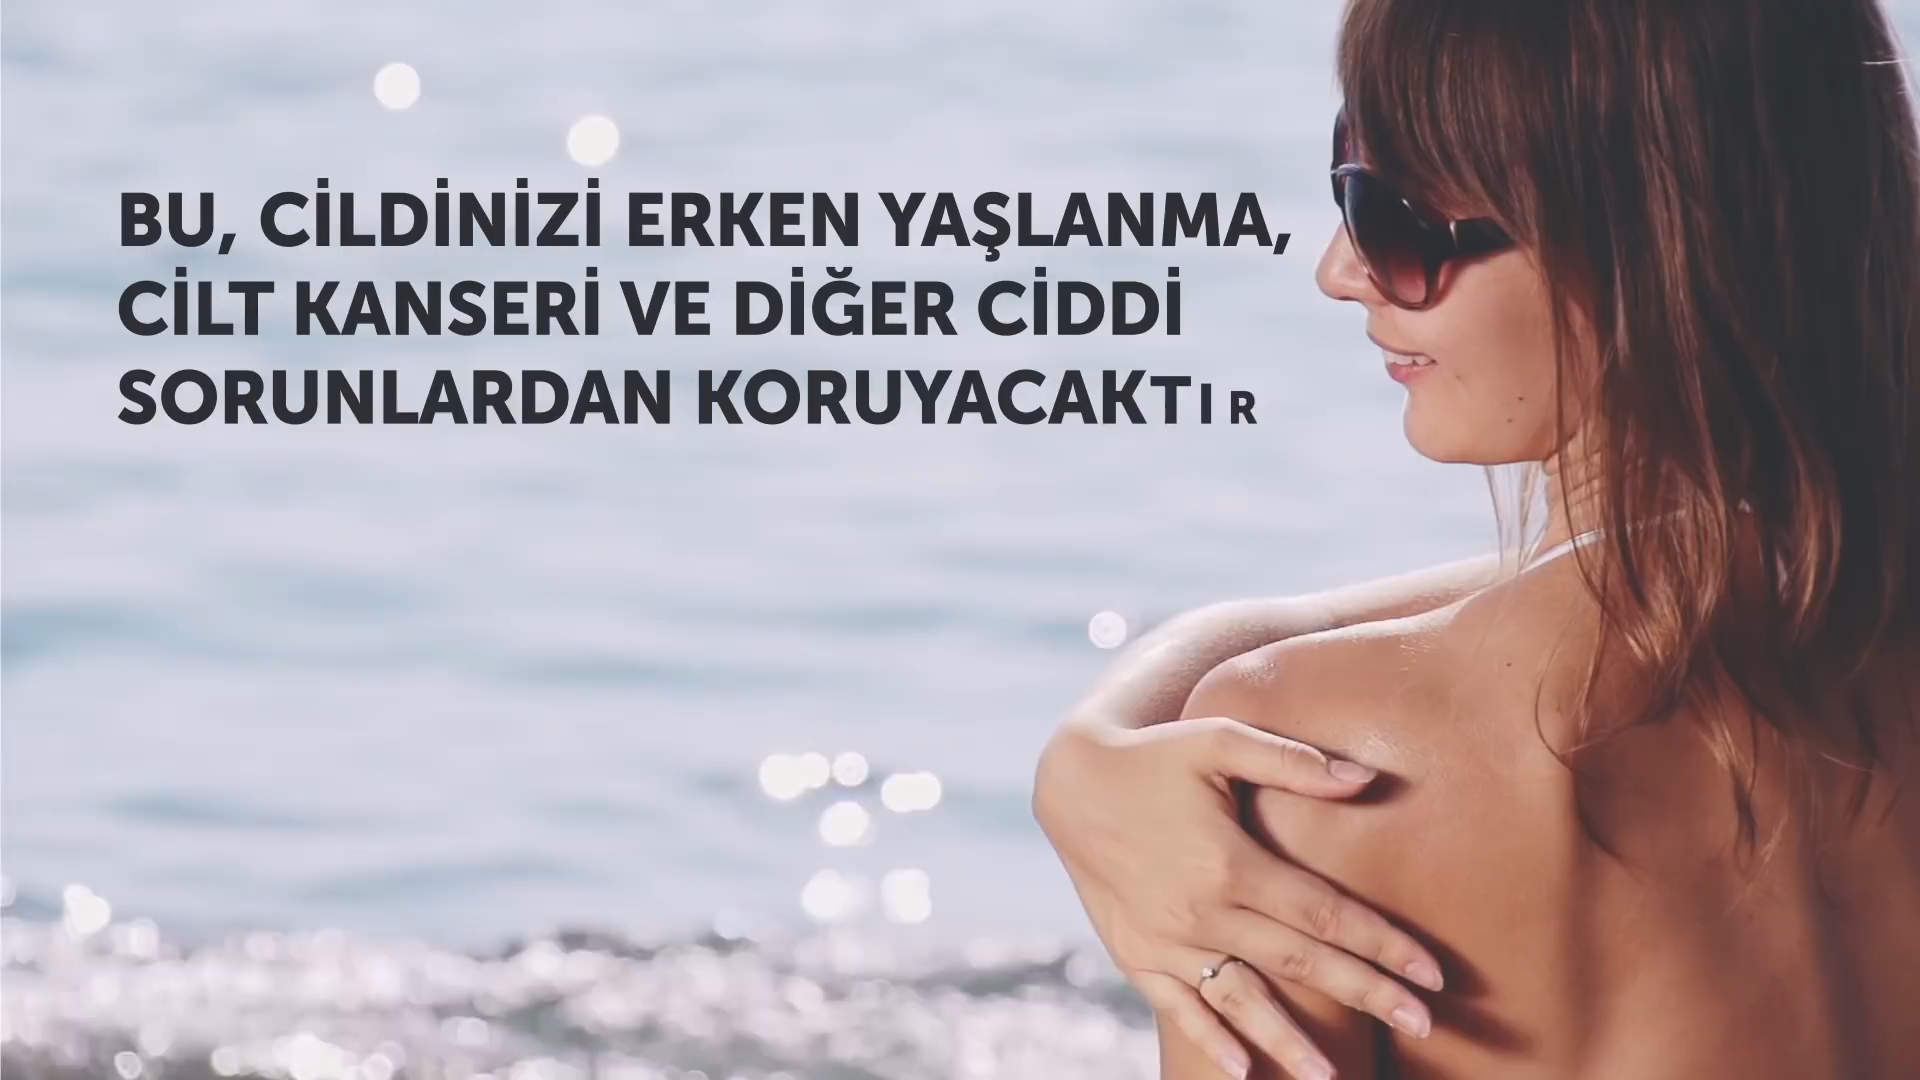 BU, CİLDİNİZİ ERKEN YAŞLANMA,
CİLT KANSERİ VE DİĞER CİDDİ
SORUNLARDAN KORUYACAKTIR